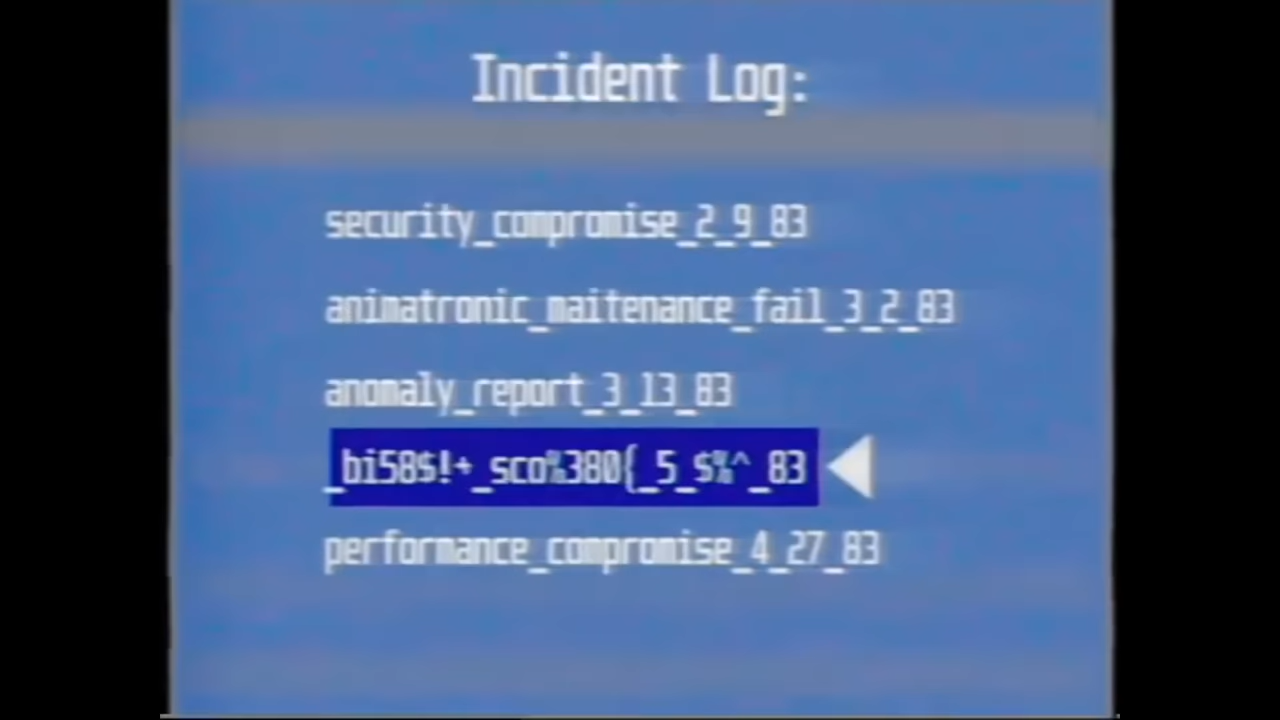 Incident Log:
security_compromise_2_9_83
animatronic_maitenance_fail_3_2_83
anomaly_report_3_13_83
_bi58$!+_sco%380{_5_$%^_83
performance_compromise_4_27_83